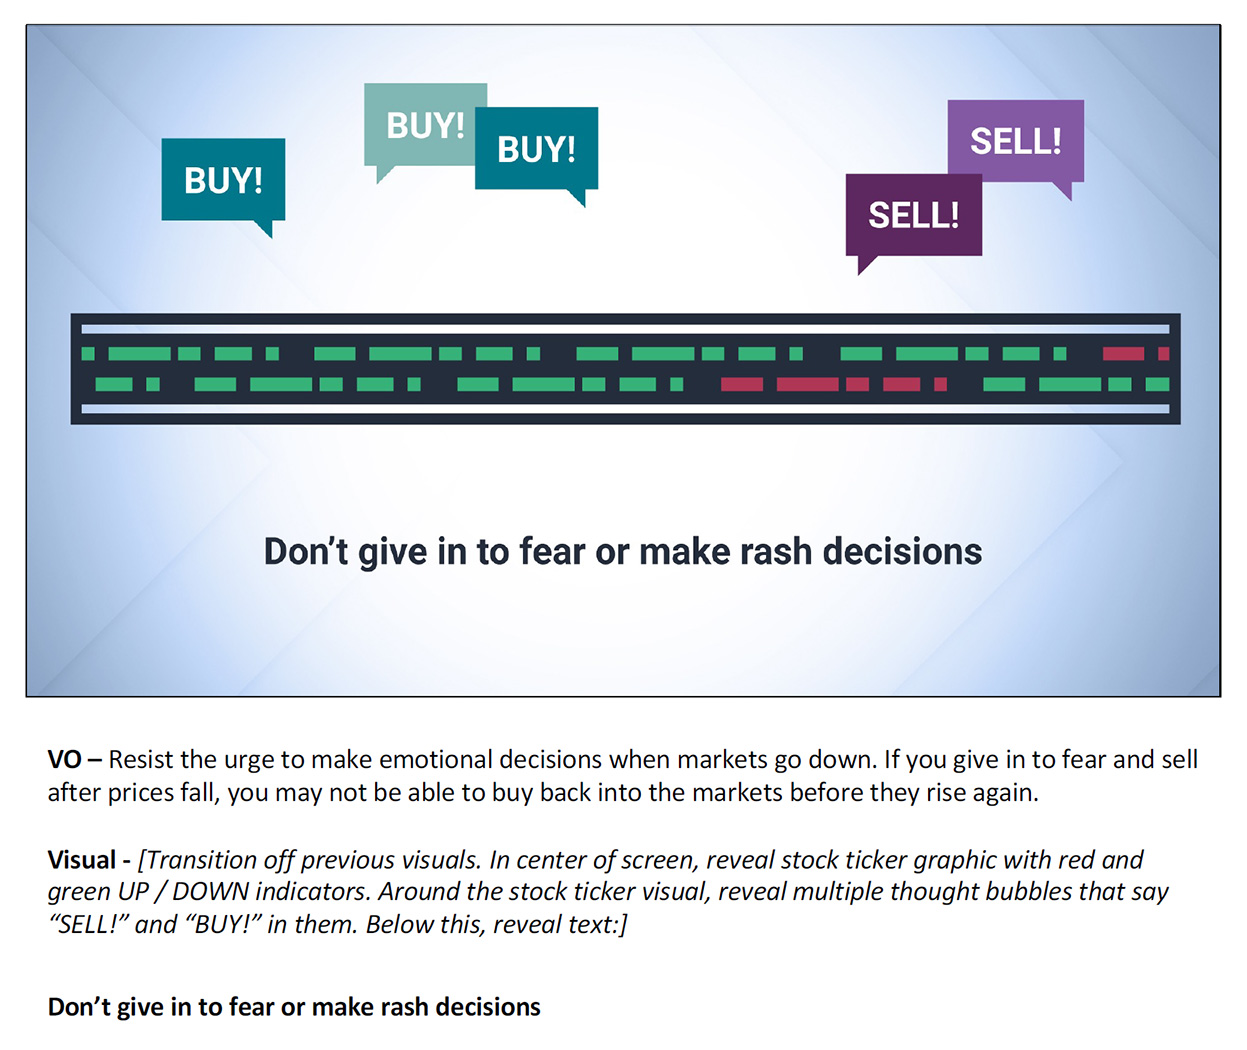 BUY!
BUY!
BUY!
SELL!
SELL!
Don’t give in to fear or make rash decisions
VO – Resist the urge to make emotional decisions when markets go down. If you give in to fear and sell
after prices fall, you may not be able to buy back into the markets before they rise again.
Visual - [Transition off previous visuals. In center of screen, reveal stock ticker graphic with red and
green UP / DOWN indicators. Around the stock ticker visual, reveal multiple thought bubbles that say
“SELL!” and “BUY!” in them. Below this, reveal text:]
Don’t give in to fear or make rash decisions